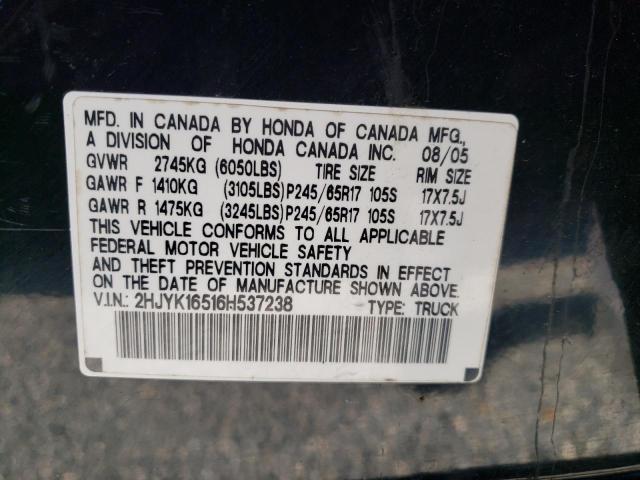 MFD. IN CANADA BY HONDA OF CANADA MFG.,
A DIVISION OF HONDA CANADA INC. 08/05
GVWR 2745KG (6050LBS) TIRE SIZE RIM SIZE
GAWR F 1410KG (3105LBS)P245/65R17 105S 17X7.5J
GAWR R 1475KG (3245LBS)P245/65R17 105S 17X7.5J
THIS VEHICLE CONFORMS TO ALL APPLICABLE
FEDERAL MOTOR VEHICLE SAFETY
AND THEFT PREVENTION STANDARDS IN EFFECT
ON THE DATE OF MANUFACTURE SHOWN ABOVE.
V.I.N.: 2HJYK16516H537238 TYPE: TRUCK